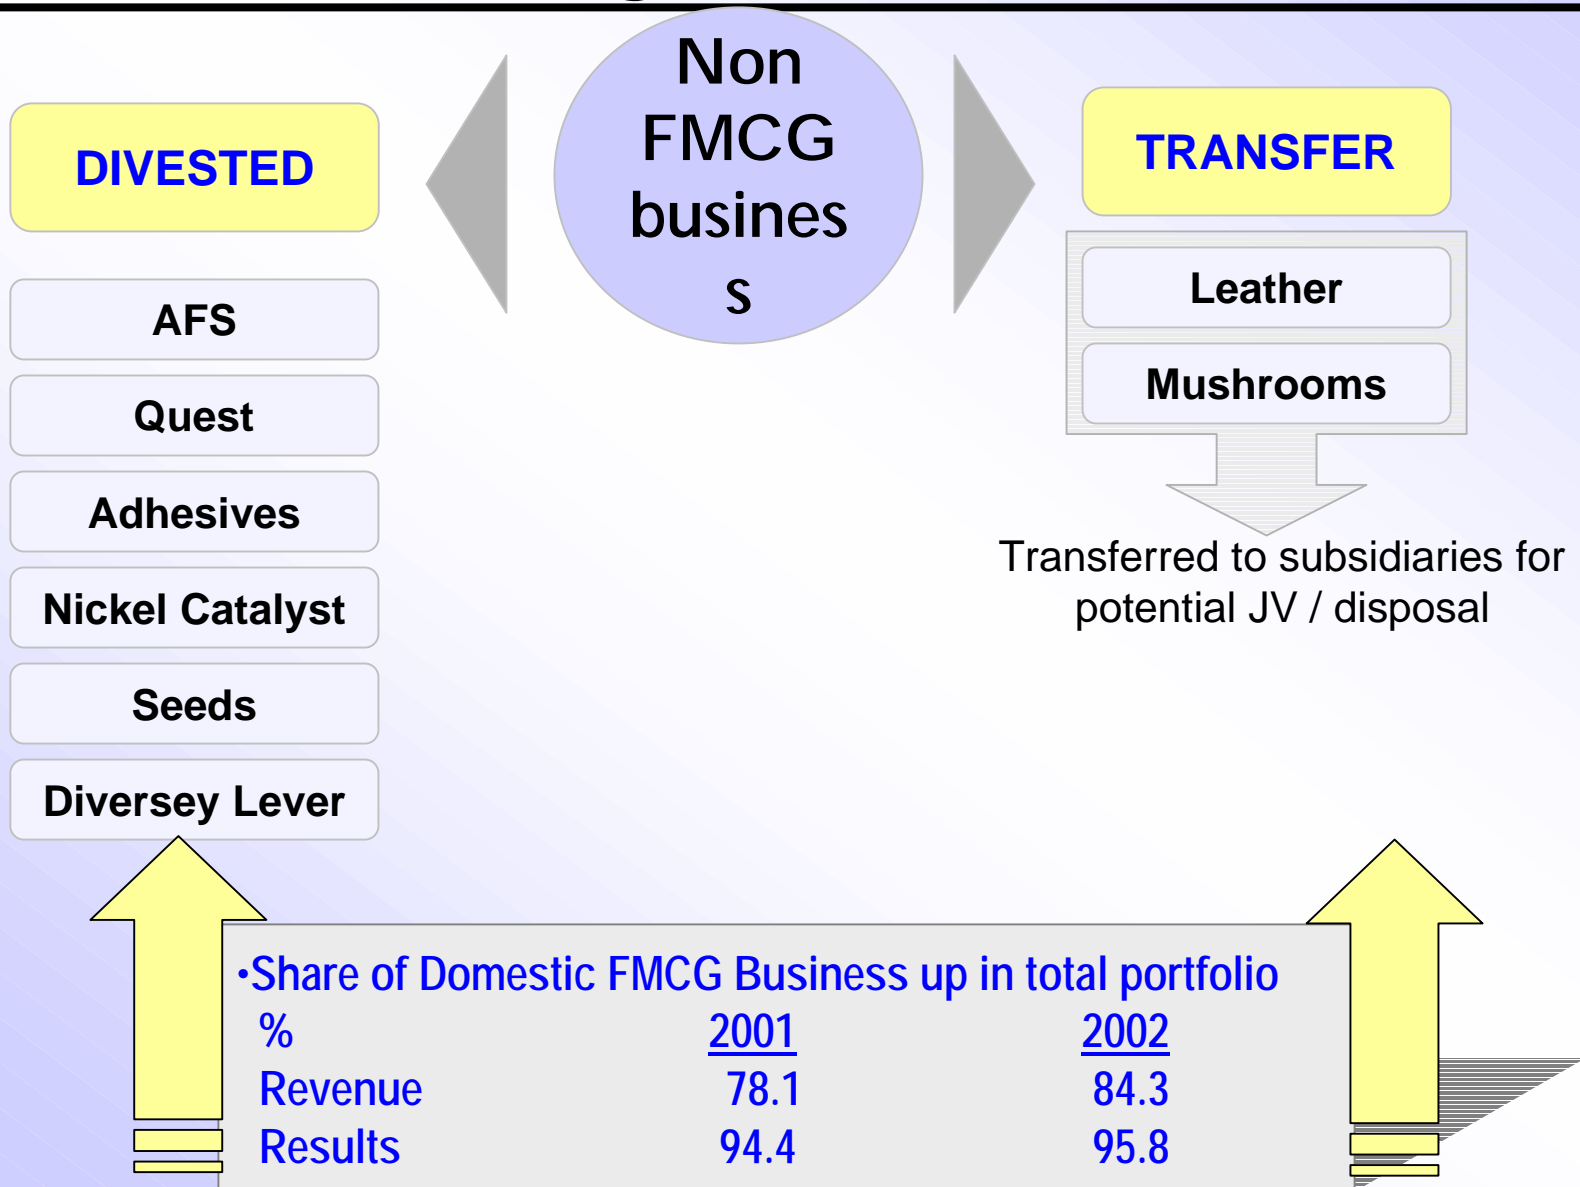 Non
FMCG
busines
s
DIVESTED
AFS
Quest
Adhesives
Nickel Catalyst
Seeds
Diversey Lever
TRANSFER
Leather
Mushrooms
Transferred to subsidiaries for
potential JV / disposal
•Share of Domestic FMCG Business up in total portfolio
% 2001 2002
Revenue 78.1 84.3
Results 94.4 95.8